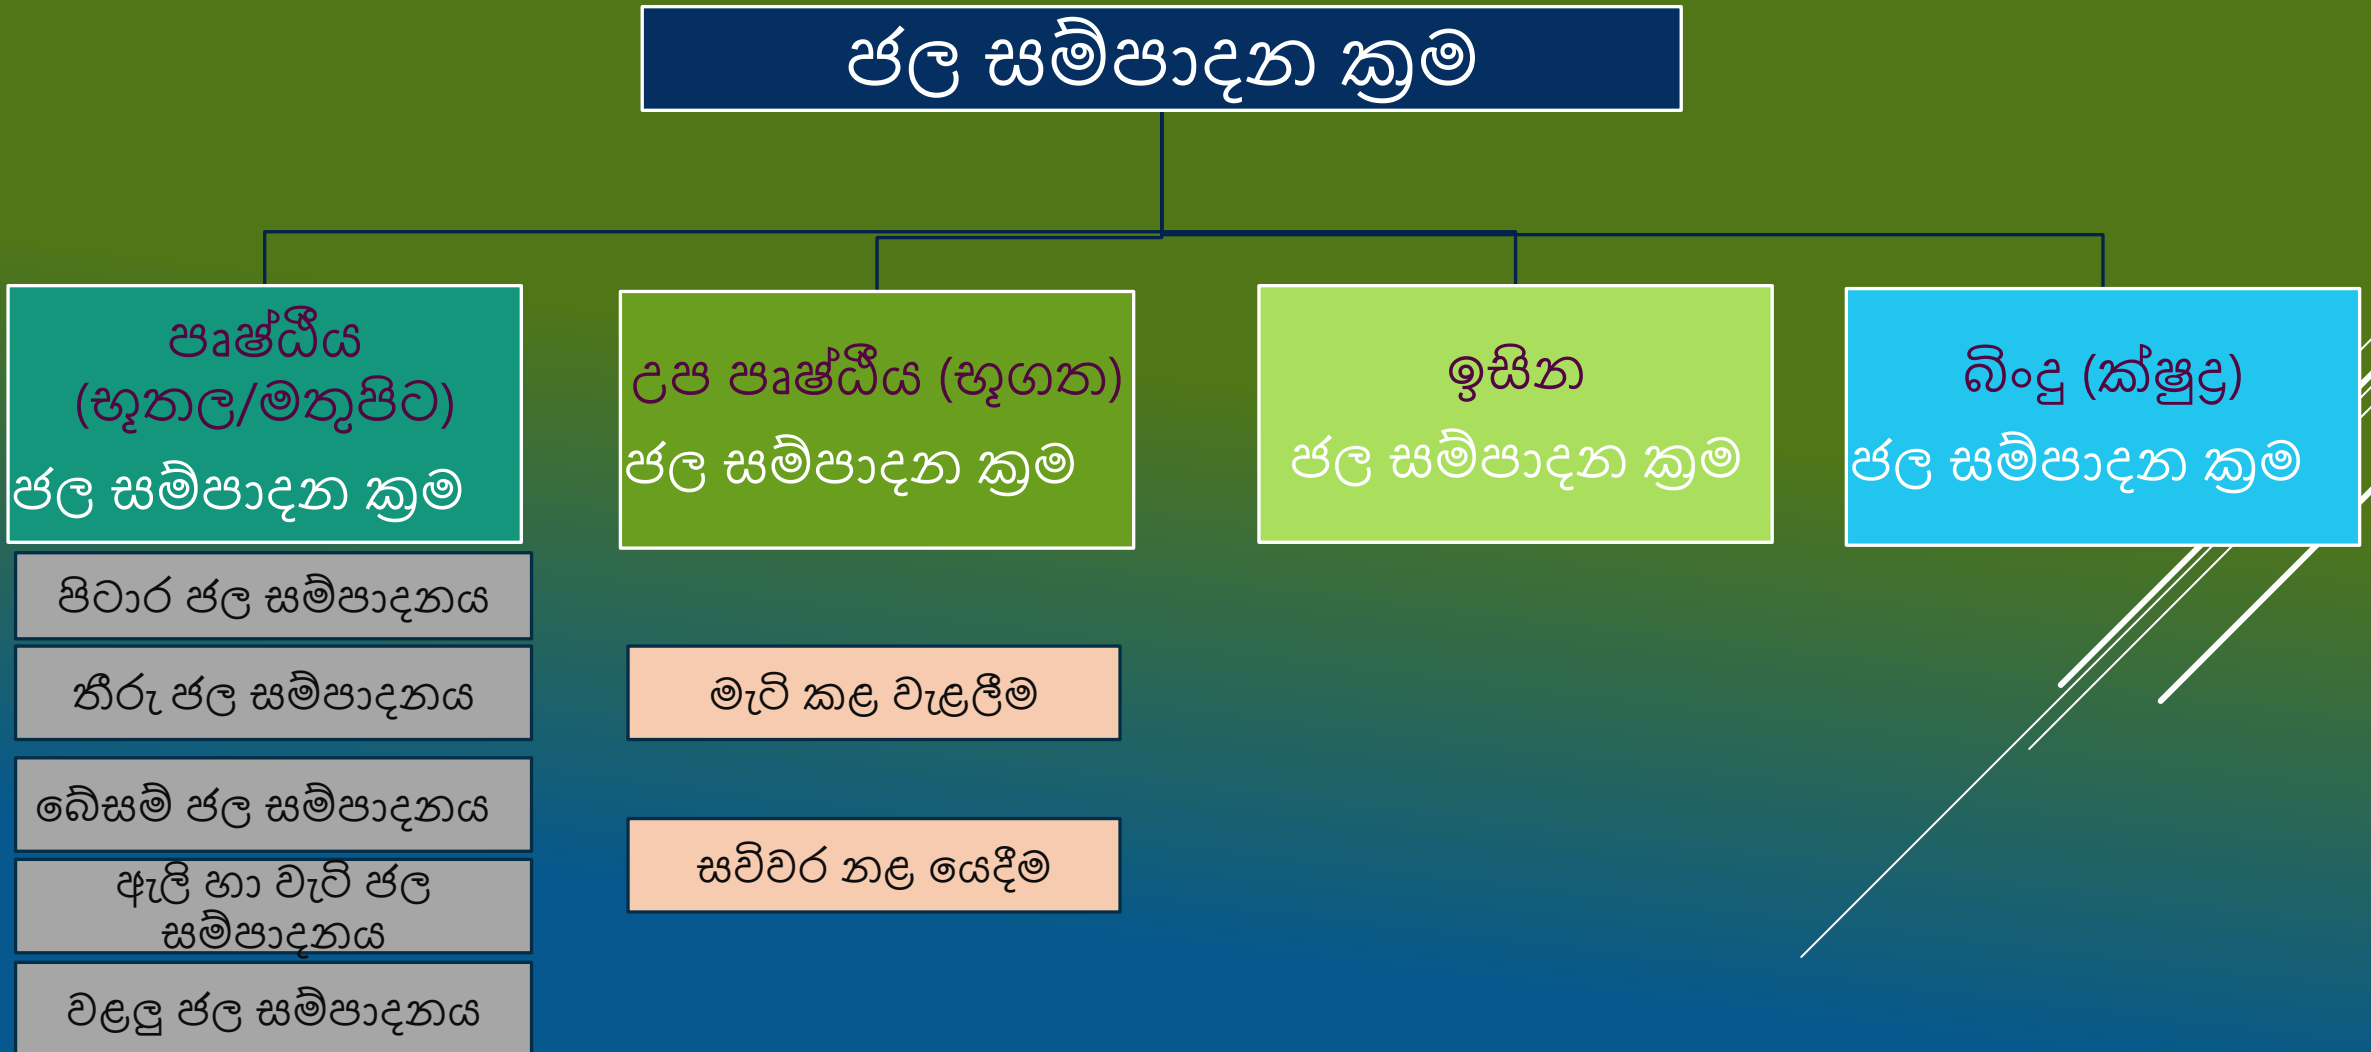 ජල සම්පාදන ක්‍රම
පෘෂ්ඨීය
(භූතල/මතුපිට)
ජල සම්පාදන ක්‍රම
උප පෘෂ්ඨීය (භූගත)
ජල සම්පාදන ක්‍රම
ඉසින
ජල සම්පාදන ක්‍රම
බිංදු (ක්ෂුද්‍ර)
ජල සම්පාදන ක්‍රම
පිටාර ජල සම්පාදනය
තීරු ජල සම්පාදනය
බේසම් ජල සම්පාදනය
ඇලි හා වැටි ජල
සම්පාදනය
වළලු ජල සම්පාදනය
මැටි කළ වැළලීම
සවිවර නළ යෙදීම